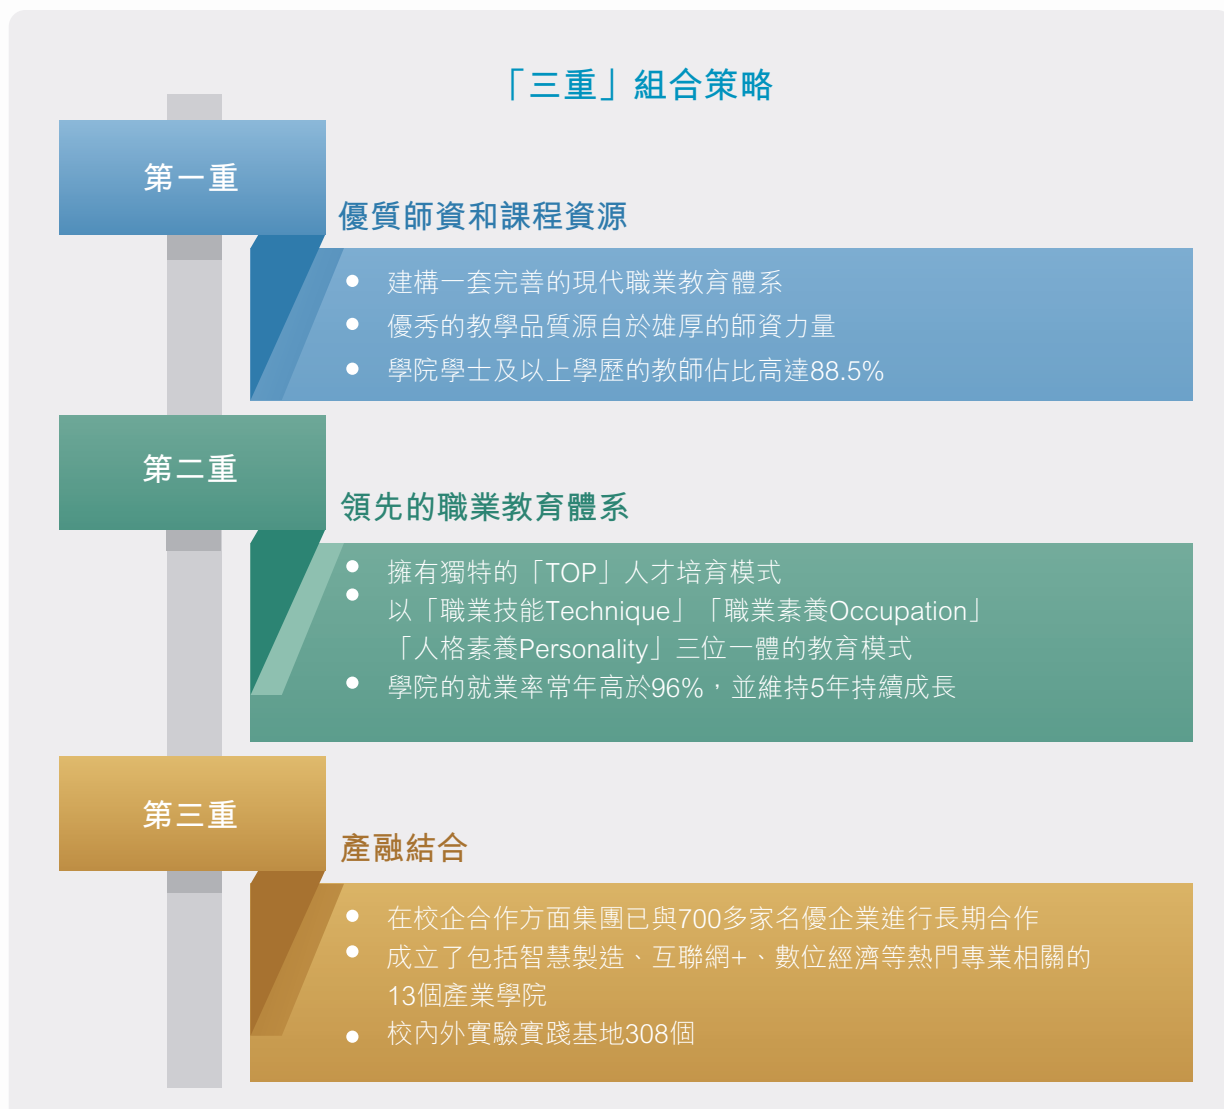 「三重」組合策略
第一重
優質師資和課程資源
● 建構一套完善的現代職業教育體系
● 優秀的教學品質源自於雄厚的師資力量
● 學院學士及以上學歷的教師佔比高達88.5%
第二重
領先的職業教育體系
● 擁有獨特的「TOP」人才培育模式
● 以「職業技能Technique」「職業素養Occupation」
「人格素養Personality」三位一體的教育模式
● 學院的就業率常年高於96%，並維持5年持續成長
第三重
產融結合
● 在校企合作方面集團已與700多家名優企業進行長期合作
● 成立了包括智慧製造、互聯網+、數位經濟等熱門專業相關的
13個產業學院
● 校內外實驗實踐基地308個